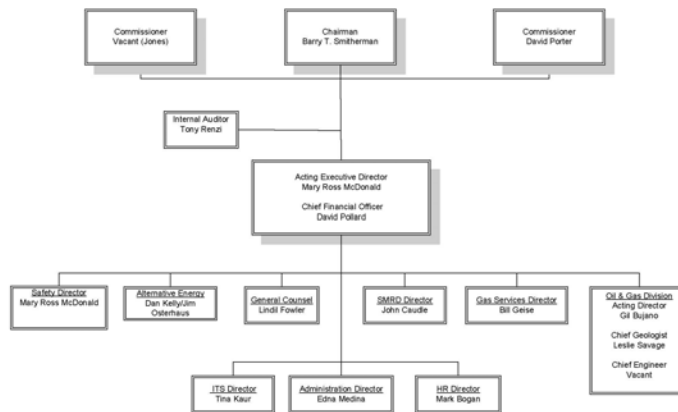 Commissioner
Vacant (Jones)
Chairman
Barry T. Smitherman
Commissioner
David Porter
Internal Auditor
Tony Renzi
Acting Executive Director
Mary Ross McDonald
Chief Financial Officer
David Pollard
Safety Director
Mary Ross McDonald
Alternative Energy
Dan Kelly/Jim
Osterhaus
General Counsel
Lindil Fowler
SMRD Director
John Caudle
Gas Services Director
Bill Geise
Oil & Gas Division
Acting Director
Gil Bujano
Chief Geologist
Leslie Savage
Chief Engineer
Vacant
ITS Director
Tina Kaur
Administration Director
Edna Medina
HR Director
Mark Bogan